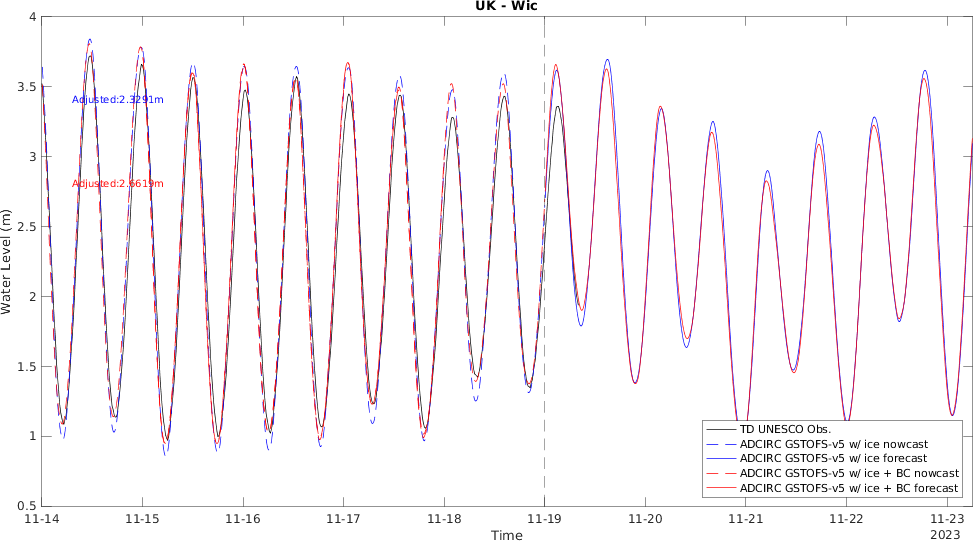 UK - Wic
4
3.5
3
2.5
2
1.5
1
0.5
Water Level (m)
Adjusted:2.3291m
Adjusted:2.6619m
TD UNESCO Obs.
ADCIRC GSTOFS-v5 w/ ice nowcast
ADCIRC GSTOFS-v5 w/ ice forecast
ADCIRC GSTOFS-v5 w/ ice + BC nowcast
ADCIRC GSTOFS-v5 w/ ice + BC forecast
11-14 11-15 11-16 11-17 11-18 11-19 11-20 11-21 11-22 11-23
Time
2023